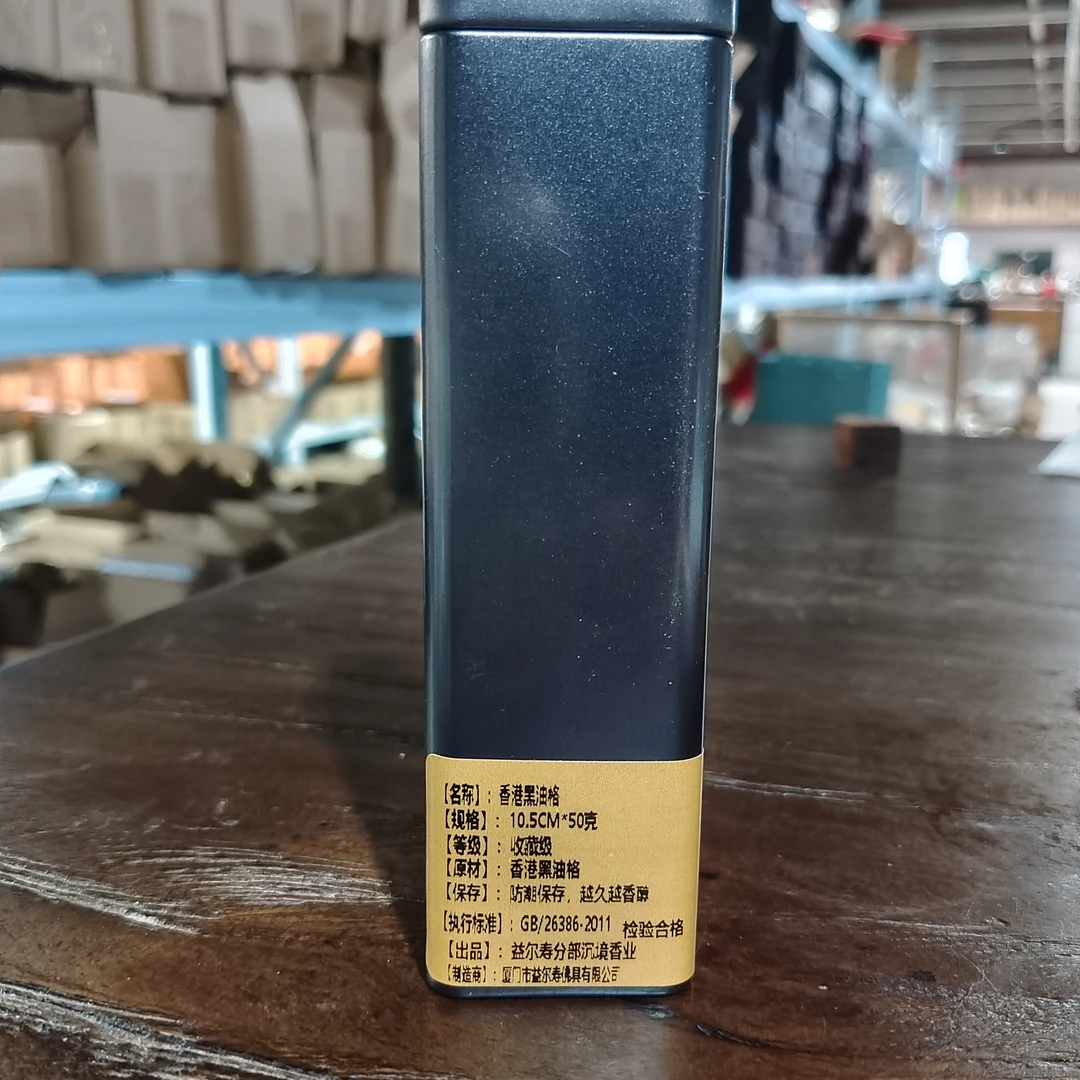 【名称】：香港黑油格
【规格】：10.5CM*50克
【等级】：收藏级
【原材】：香港黑油格
【保存】：防潮保存，越久越香醇
【执行标准】：GB/26386-2011 检验合格
【出品】：益尔寿分部沉境香业
【制造商】：厦门市益尔寿佛具有限公司